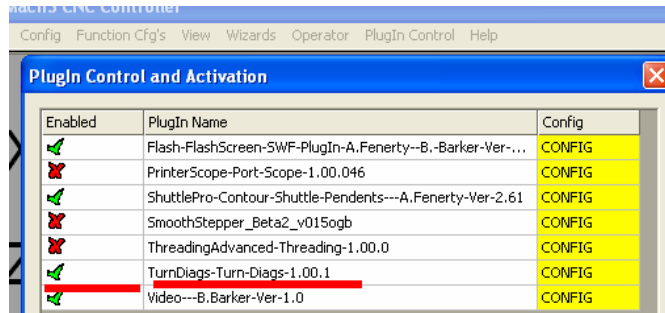 Mach3 CNC Controller
Config Function Cfg's View Wizards Operator PlugIn Control Help
PlugIn Control and Activation
Enabled PlugIn Name Config
Flash-FlashScreen-SWF-PlugIn-A.Fenerty--B.-Barker-Ver-... CONFIG
PrinterScope-Port-Scope-1.00.046 CONFIG
ShuttlePro-Contour-Shuttle-Pendents---A.Fenerty-Ver-2.61 CONFIG
SmoothStepper_Beta2_v015ogb CONFIG
ThreadingAdvanced-Threading-1.00.0 CONFIG
TurnDiags-Turn-Diags-1.00.1 CONFIG
Video---B.Barker-Ver-1.0 CONFIG